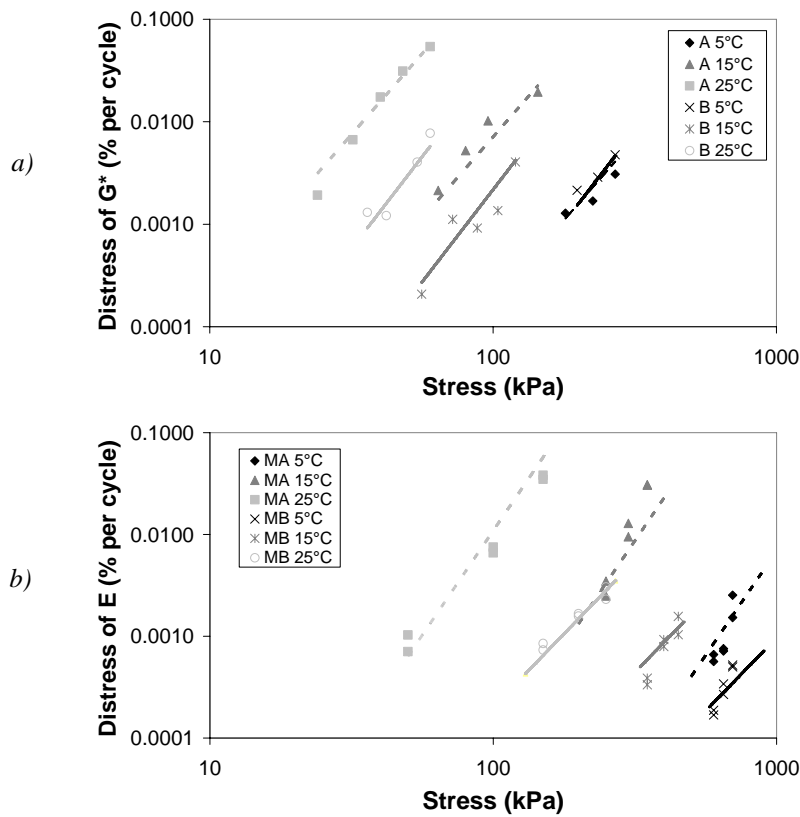 a)
Distress of G* (% per cycle)
0.1000
0.0100
0.0010
0.0001
10
100
1000
Stress (kPa)
A 5°C
A 15°C
A 25°C
B 5°C
B 15°C
B 25°C
b)
Distress of E (% per cycle)
0.1000
0.0100
0.0010
0.0001
10
100
1000
Stress (kPa)
MA 5°C
MA 15°C
MA 25°C
MB 5°C
MB 15°C
MB 25°C